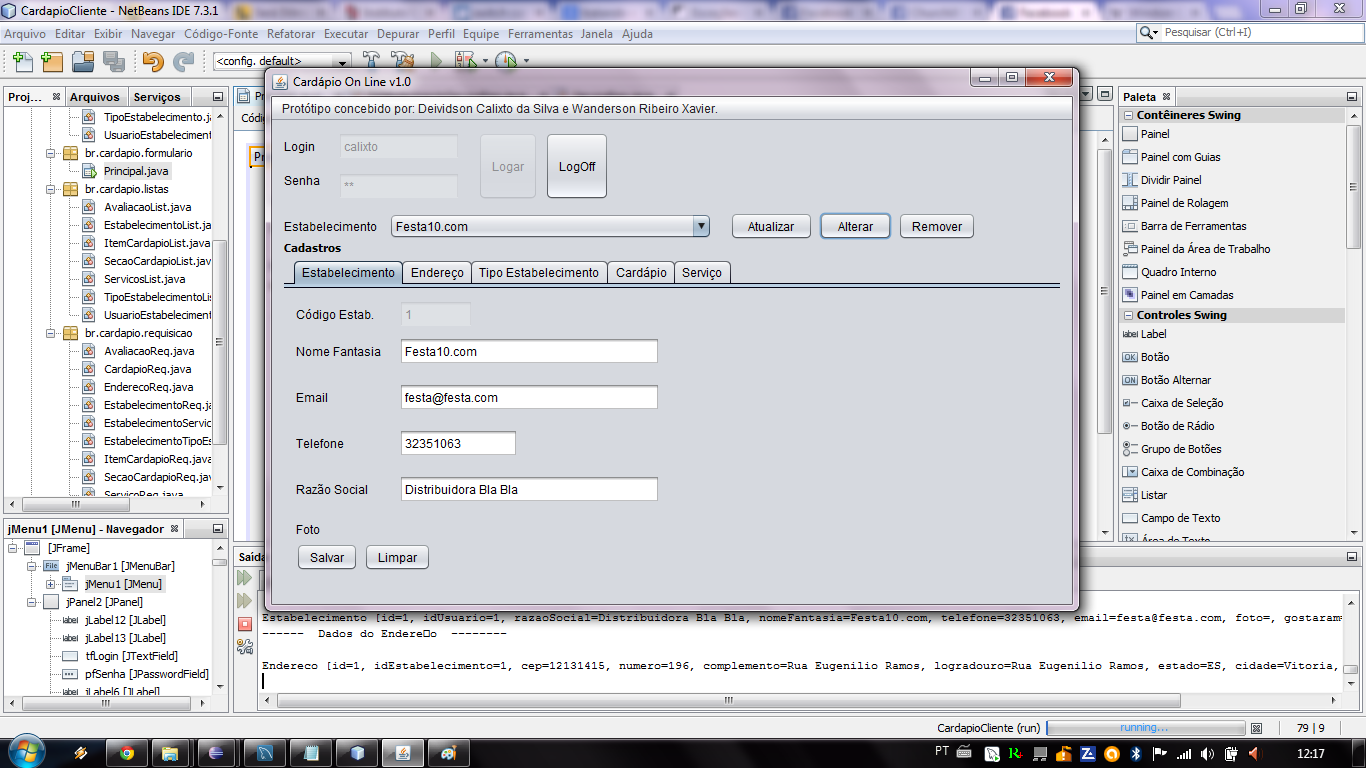 CardapioCliente - NetBeans IDE 7.3.1
Arquivo Editar Exibir Navegar Código-Fonte Refatorar Executar Depurar Perfil Equipe Ferramentas Janela Ajuda
Pesquisar (Ctrl+I)
<config. default>
Proj...
Arquivos
Serviços
TipoEstabelecimento.j
UsuarioEstabeleciment
br.cardapio.formulario
Principal.java
br.cardapio.listas
AvaliacaoList.java
EstabelecimentoList.java
ItemCardapioList.java
SecaoCardapioList.java
ServicosList.java
TipoEstabelecimentoLis
UsuarioEstabeleciment
br.cardapio.requisicao
AvaliacaoReq.java
CardapioReq.java
EnderecoReq.java
EstabelecimentoReq.ja
EstabelecimentoServic
EstabelecimentoTipoEs
ItemCardapioReq.java
SecaoCardapioReq.java
ServicoReq.java
jMenu1 [JMenu] - Navegador
[JFrame]
jMenuBar1 [JMenuBar]
jMenu1 [JMenu]
jPanel2 [JPanel]
jLabel12 [JLabel]
jLabel13 [JLabel]
tfLogin [JTextField]
pfSenha [JPasswordField]
jLabel6 [JLabel]
Cardápio On Line v1.0
Protótipo concebido por: Deividson Calixto da Silva e Wanderson Ribeiro Xavier.
Login calixto
Senha **
Logar
LogOff
Estabelecimento Festa10.com Atualizar Alterar Remover
Cadastros
Estabelecimento Endereço Tipo Estabelecimento Cardápio Serviço
Código Estab. 1
Nome Fantasia Festa10.com
Email festa@festa.com
Telefone 32351063
Razão Social Distribuidora Bla Bla
Foto
Salvar Limpar
Saída
Estabelecimento [id=1, idUsuario=1, razaoSocial=Distribuidora Bla Bla, nomeFantasia=Festa10.com, telefone=32351063, email=festa@festa.com, foto=, gostaram=
------ Dados do Endere□o --------
Endereco [id=1, idEstabelecimento=1, cep=12131415, numero=196, complemento=Rua Eugenilio Ramos, logradouro=Rua Eugenilio Ramos, estado=ES, cidade=Vitoria,
Paleta
Contêineres Swing
Painel
Painel com Guias
Dividir Painel
Painel de Rolagem
Barra de Ferramentas
Painel da Área de Trabalho
Quadro Interno
Painel em Camadas
Controles Swing
label Label
OK Botão
ON Botão Alternar
Caixa de Seleção
Botão de Rádio
Grupo de Botões
Caixa de Combinação
Listar
Campo de Texto
Área de Texto
CardapioCliente (run) running... 79 | 9
PT
12:17